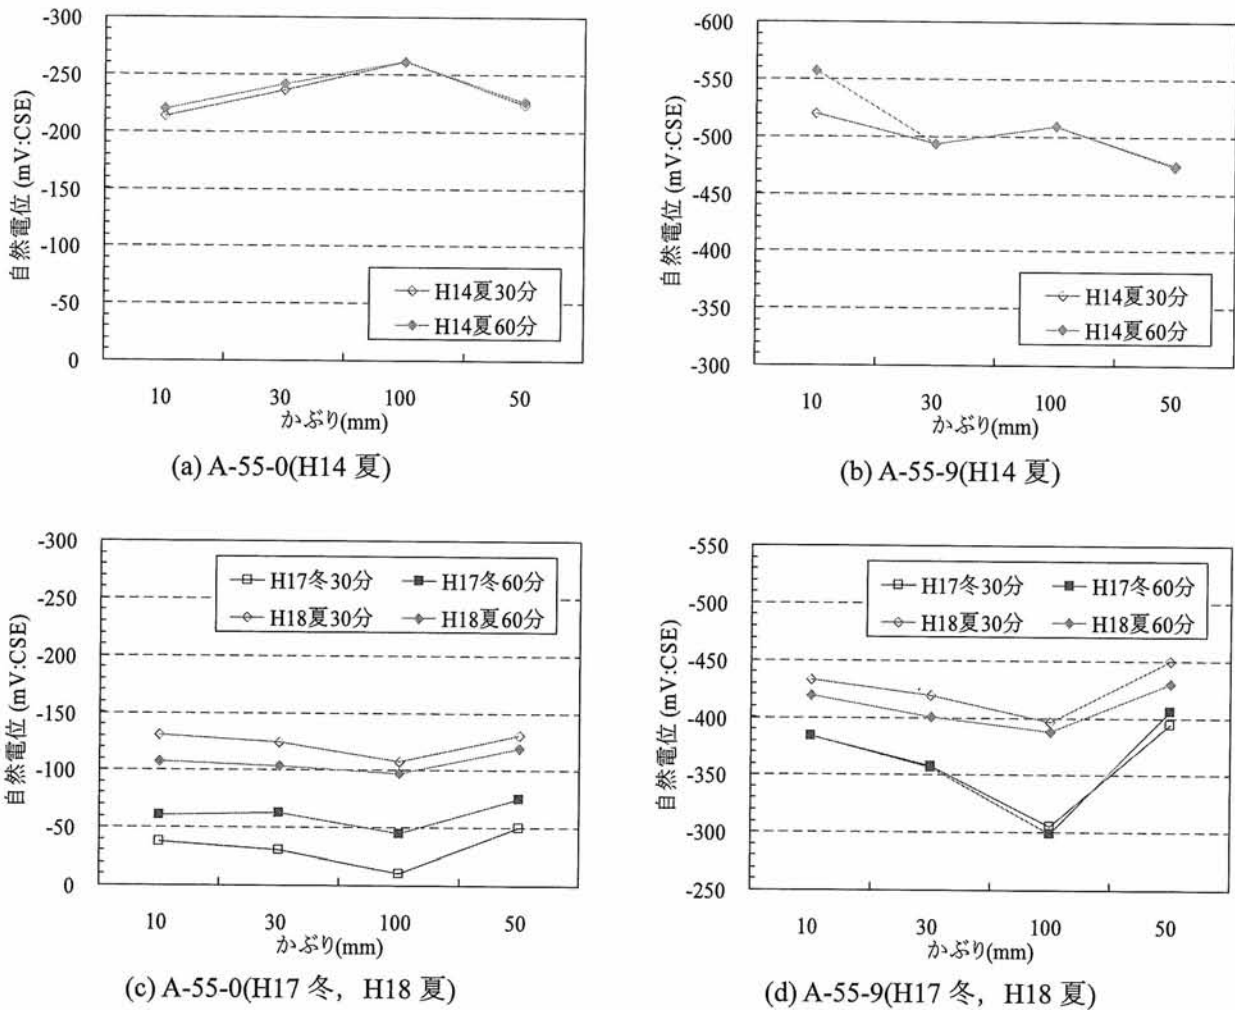 自然電位 (mV:CSE)
-300
-250
-200
-150
-100
-50
0
H14夏30分
H14夏60分
10 30 100 50
かぶり(mm)
(a) A-55-0(H14 夏)
自然電位 (mV:CSE)
-600
-550
-500
-450
-400
-350
-300
H14夏30分
H14夏60分
10 30 100 50
かぶり(mm)
(b) A-55-9(H14 夏)
自然電位 (mV:CSE)
-300
-250
-200
-150
-100
-50
0
H17冬30分 H17冬60分
H18夏30分 H18夏60分
10 30 100 50
かぶり(mm)
(c) A-55-0(H17 冬，H18 夏)
自然電位 (mV:CSE)
-550
-500
-450
-400
-350
-300
-250
H17冬30分 H17冬60分
H18夏30分 H18夏60分
10 30 100 50
かぶり(mm)
(d) A-55-9(H17 冬，H18 夏)